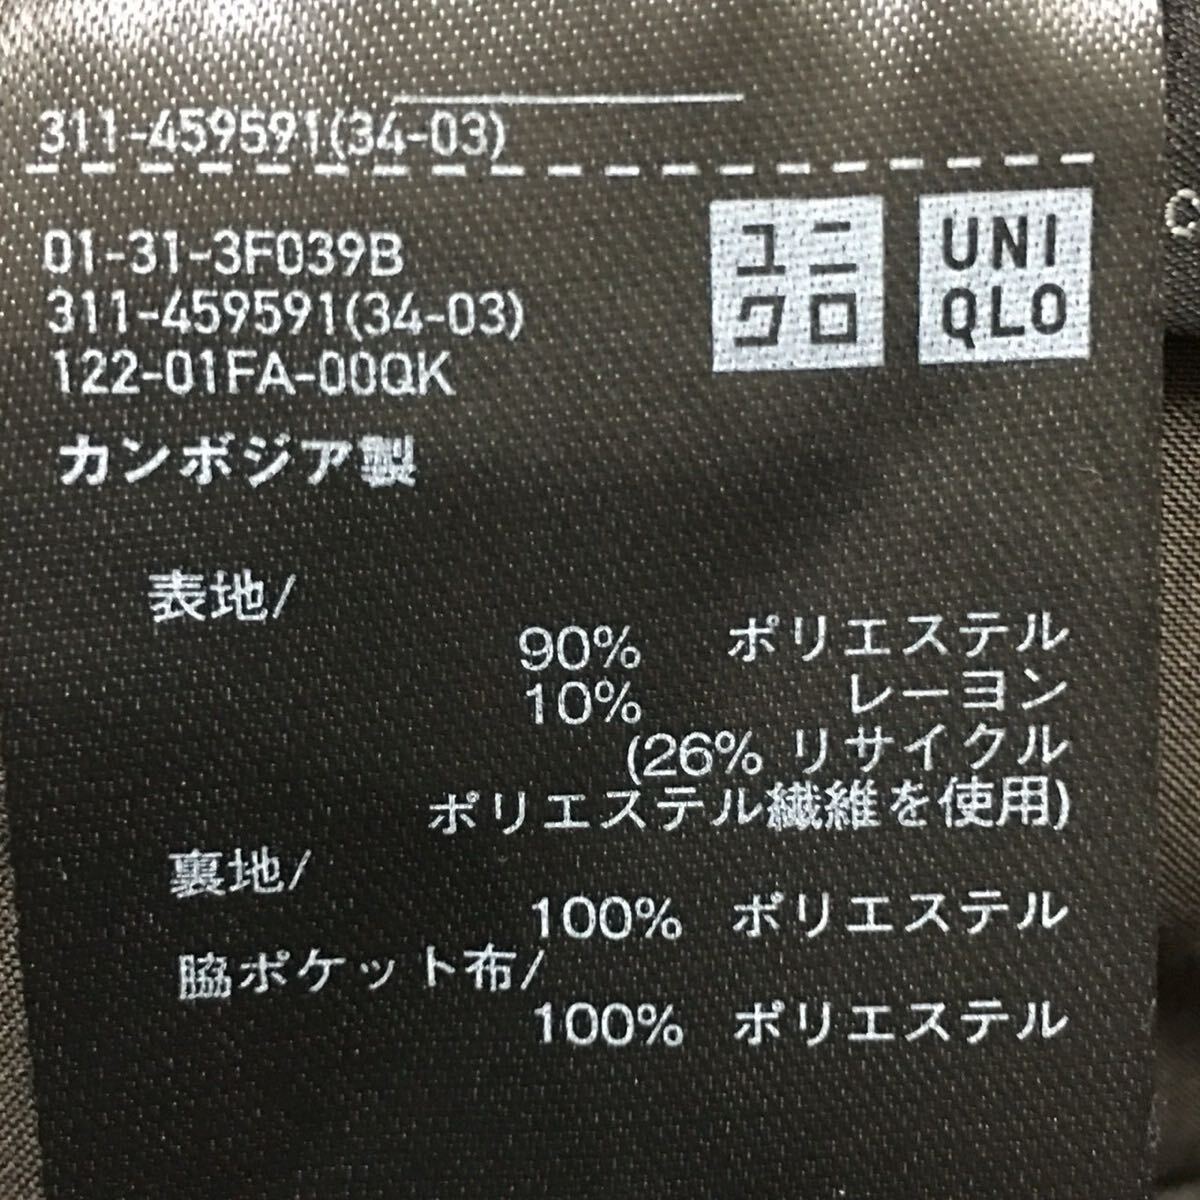 311-459591(34-03)
01-31-3F039B
311-459591(34-03)
122-01FA-00QK
ユニ
クロ
UNI
QLO
カンボジア製
表地/
90% ポリエステル
10% レーヨン
(26% リサイクル
ポリエステル繊維を使用)
裏地/
100% ポリエステル
脇ポケット布/
100% ポリエステル